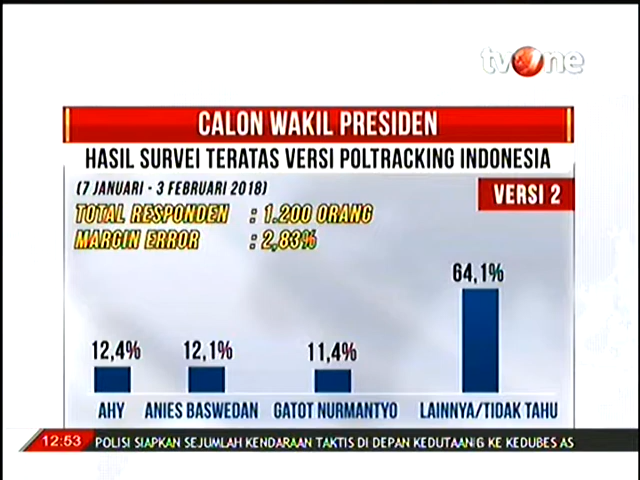 tvOne
CALON WAKIL PRESIDEN
HASIL SURVEI TERATAS VERSI POLTRACKING INDONESIA
(7 JANUARI - 3 FEBRUARI 2018)
VERSI 2
TOTAL RESPONDEN : 1.200 ORANG
MARGIN ERROR : 2,83%
64,1%
12,4% 12,1% 11,4%
AHY ANIES BASWEDAN GATOT NURMANTYO LAINNYA/TIDAK TAHU
12:53 POLISI SIAPKAN SEJUMLAH KENDARAAN TAKTIS DI DEPAN KEDUTAANG KE KEDUBES AS